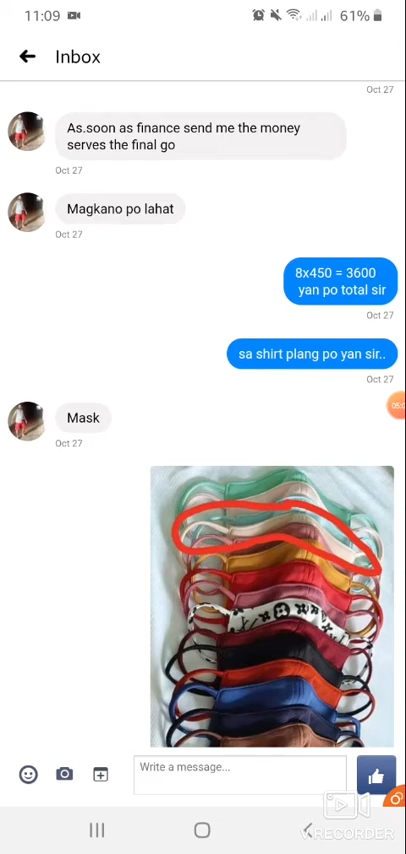 11:09
61%
Inbox
Oct 27
As.soon as finance send me the money
serves the final go
Oct 27
Magkano po lahat
Oct 27
8x450 = 3600
yan po total sir
Oct 27
sa shirt plang po yan sir..
Oct 27
Mask
Oct 27
Write a message...